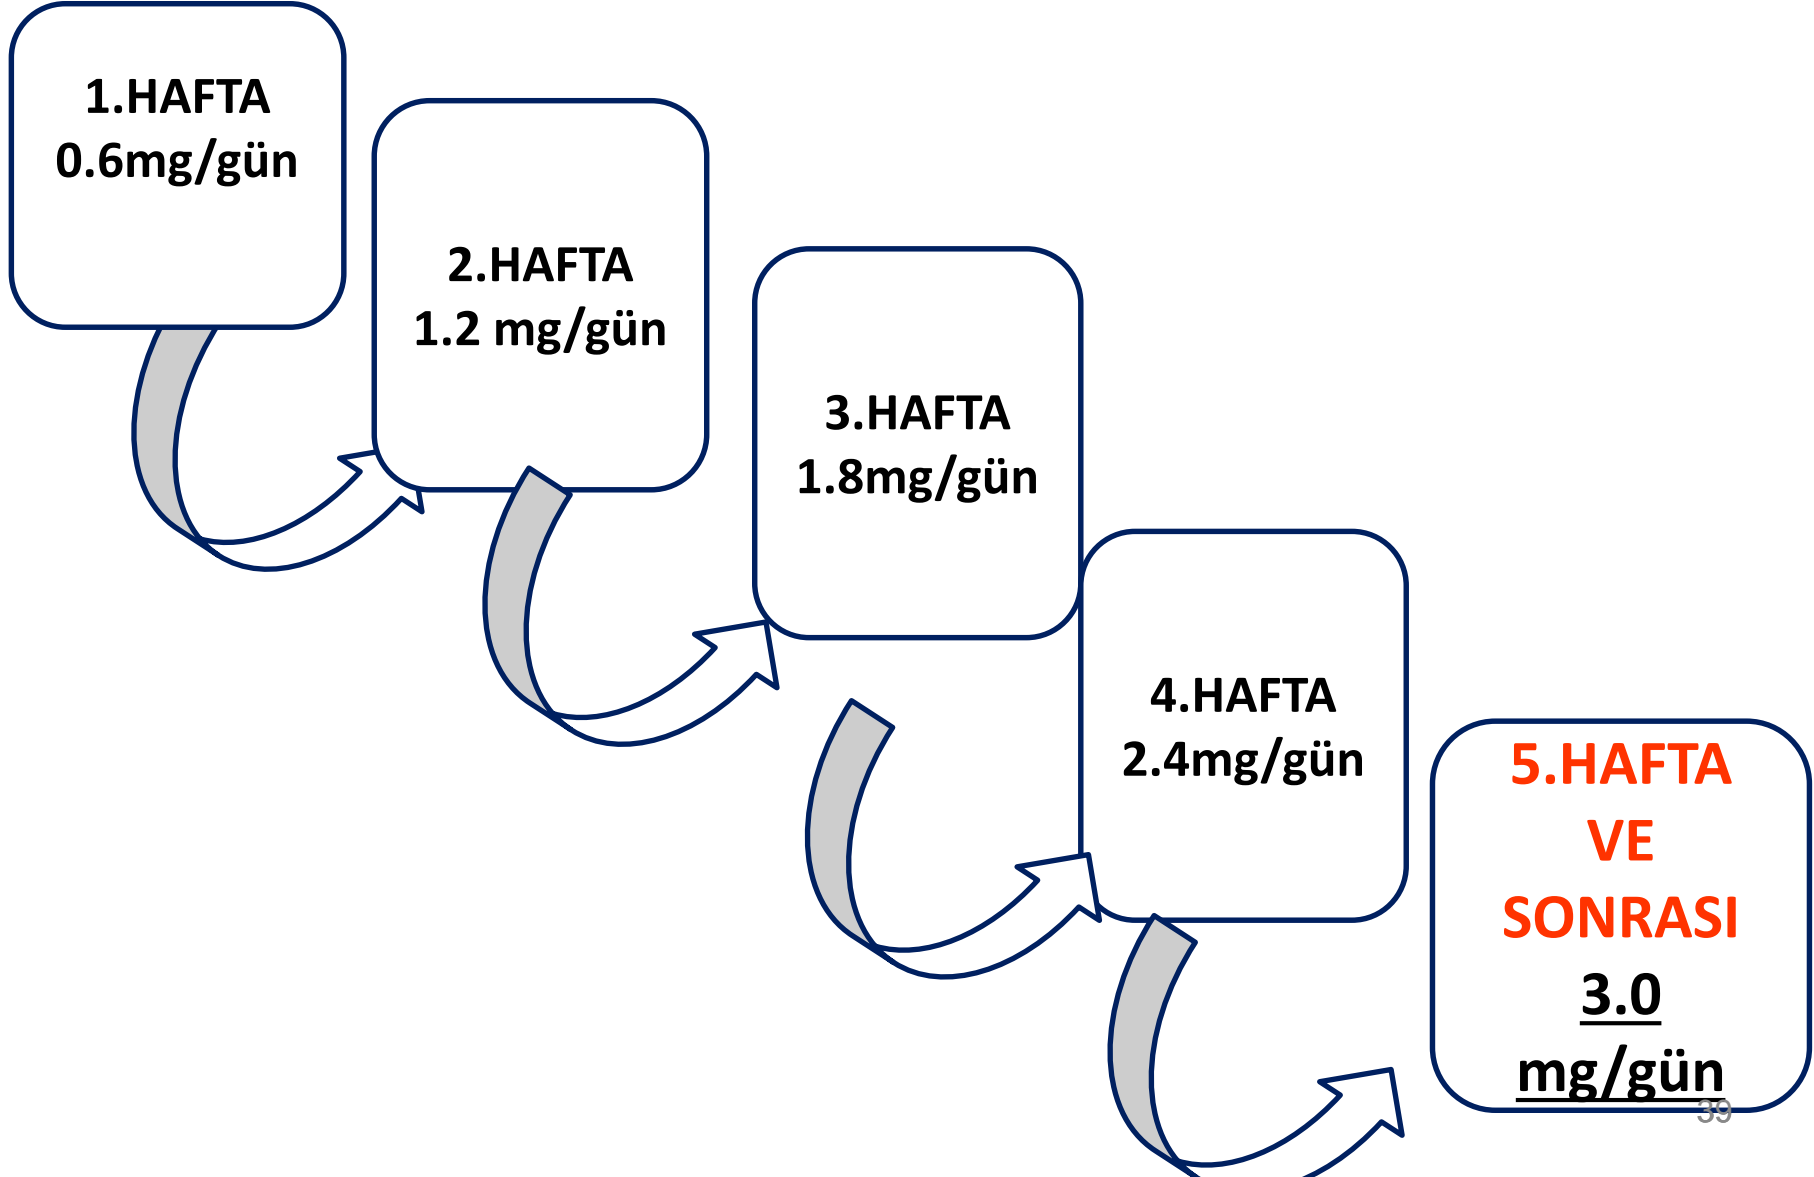 1.HAFTA
0.6mg/gün
2.HAFTA
1.2 mg/gün
3.HAFTA
1.8mg/gün
4.HAFTA
2.4mg/gün
5.HAFTA
VE
SONRASI
3.0
mg/gün
39